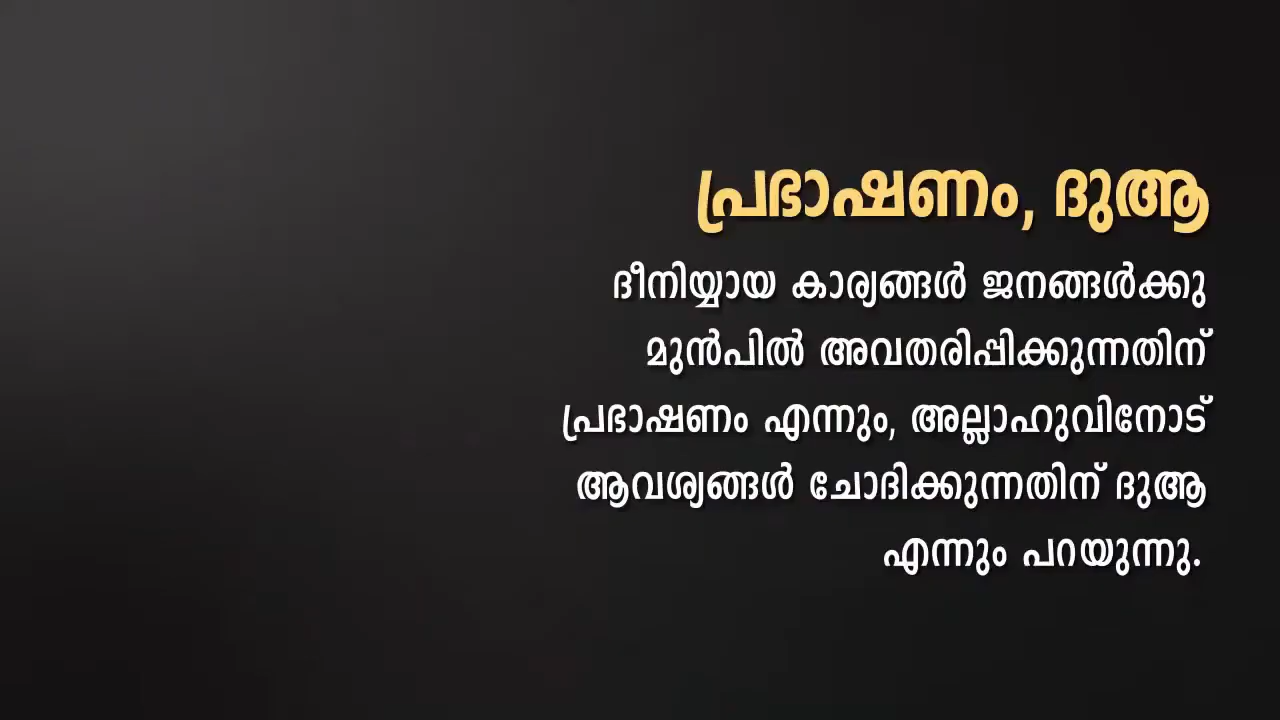 പ്രഭാഷണം, ദുആ
ദീനിയ്യായ കാര്യങ്ങൾ ജനങ്ങൾക്കു
മുൻപിൽ അവതരിപ്പിക്കുന്നതിന്
പ്രഭാഷണം എന്നും, അല്ലാഹുവിനോട്
ആവശ്യങ്ങൾ ചോദിക്കുന്നതിന് ദുആ
എന്നും പറയുന്നു.